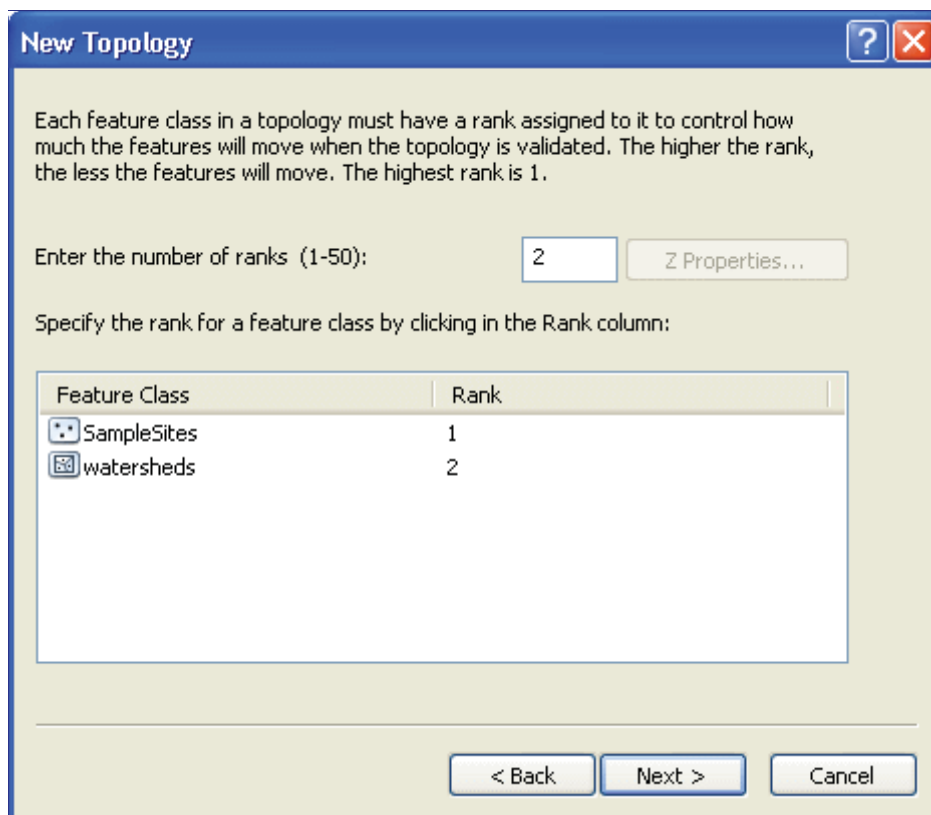 New Topology
Each feature class in a topology must have a rank assigned to it to control how
much the features will move when the topology is validated. The higher the rank,
the less the features will move. The highest rank is 1.
Enter the number of ranks (1-50): 2 Z Properties...
Specify the rank for a feature class by clicking in the Rank column:
Feature Class Rank
SampleSites 1
watersheds 2
< Back Next > Cancel